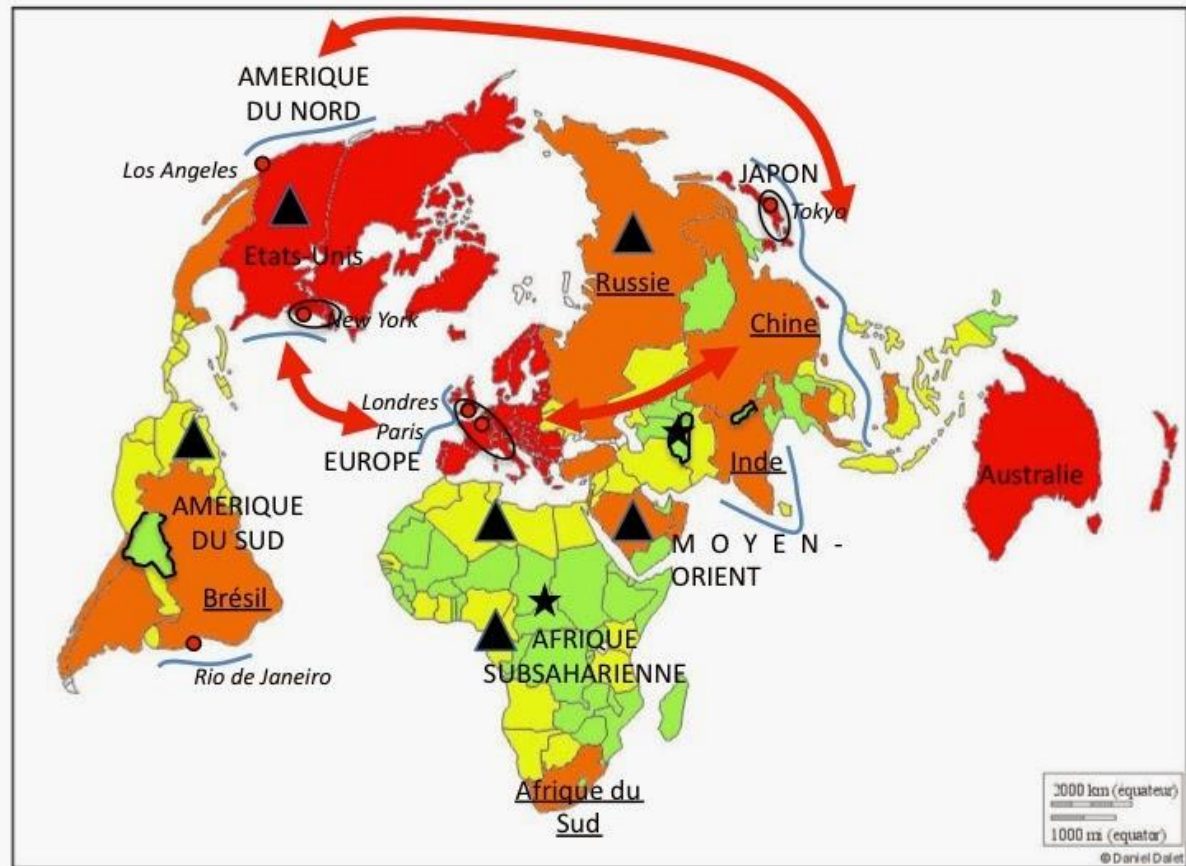 AMERIQUE
DU NORD
Los Angeles
Etats-Unis
New York
JAPON
Tokyo
Russie
Chine
Londres
Paris
EUROPE
Inde
Australie
AMERIQUE
DU SUD
MOYEN-
ORIENT
Brésil
AFRIQUE
SUBSAHARIENNE
Rio de Janeiro
Afrique du
Sud
2000 km (équateur)
1000 mi (equator)
© Daniel Dalet